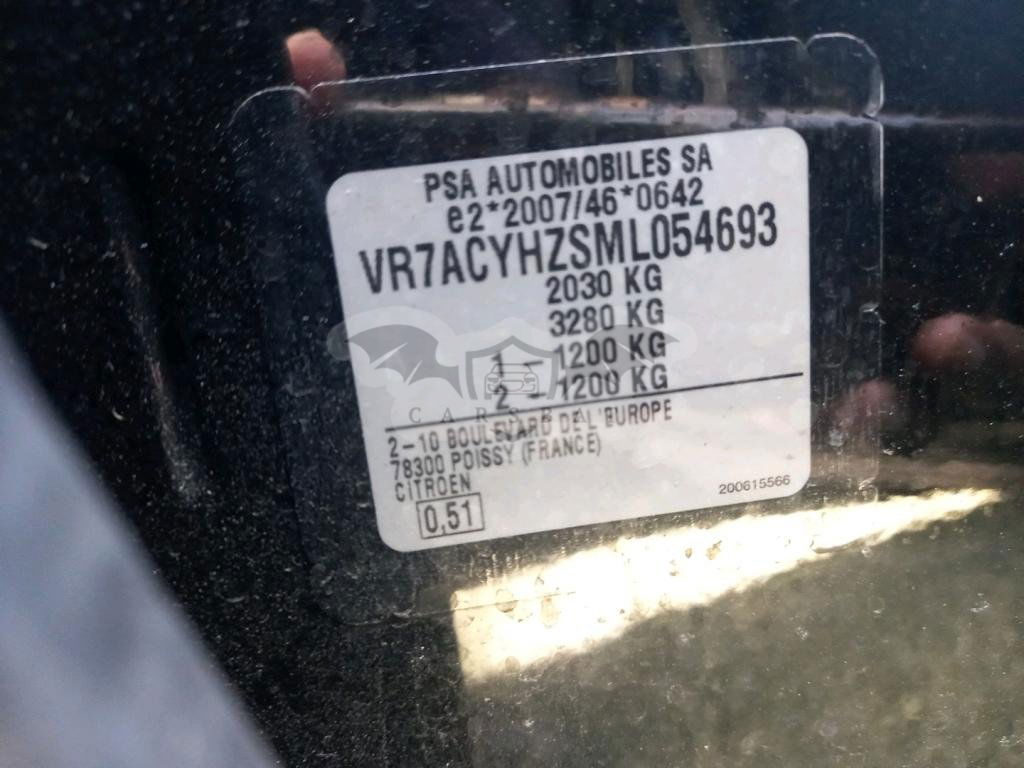 PSA AUTOMOBILES SA
e2*2007/46*0642
VR7ACYHZSML054693
2030 KG
3280 KG
1 - 1200 KG
2 - 1200 KG
2-10 BOULEVARD DE L'EUROPE
78300 POISSY (FRANCE)
CITROEN
0,51
200615566